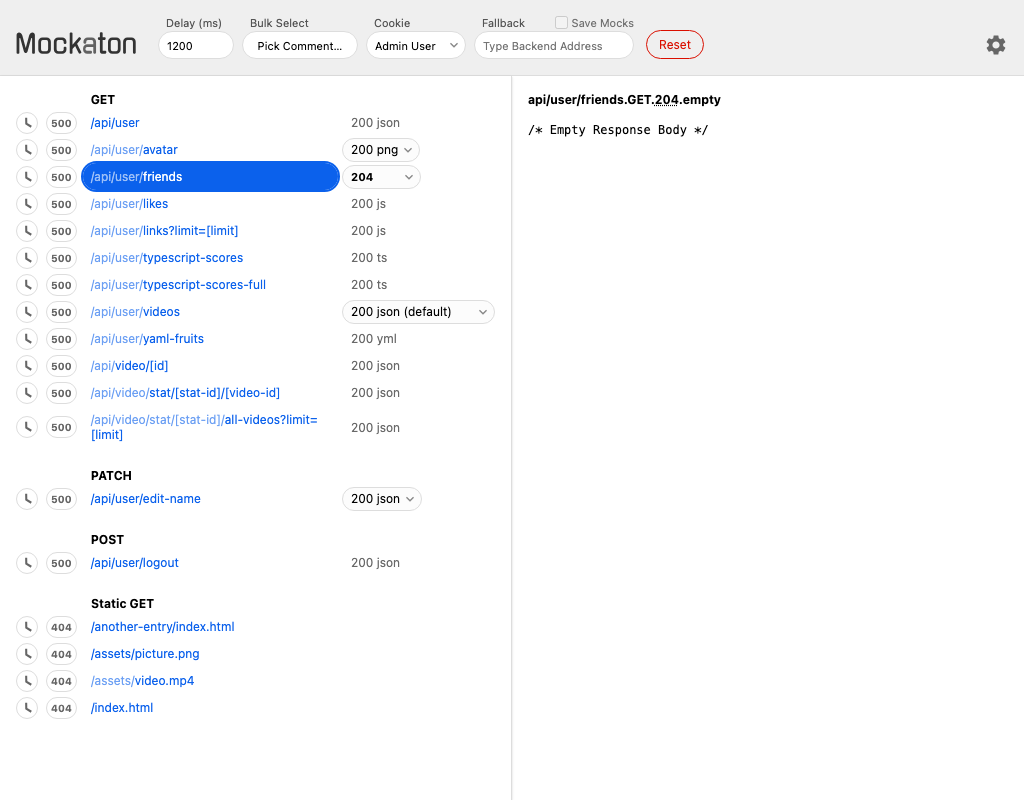 Mockaton
Delay (ms)
1200
Bulk Select
Pick Comment...
Cookie
Admin User
Fallback
Save Mocks
Type Backend Address
Reset
GET
500 /api/user 200 json
500 /api/user/avatar 200 png
500 /api/user/friends 204
500 /api/user/likes 200 js
500 /api/user/links?limit=[limit] 200 js
500 /api/user/typescript-scores 200 ts
500 /api/user/typescript-scores-full 200 ts
500 /api/user/videos 200 json (default)
500 /api/user/yaml-fruits 200 yml
500 /api/video/[id] 200 json
500 /api/video/stat/[stat-id]/[video-id] 200 json
500 /api/video/stat/[stat-id]/all-videos?limit= 200 json
[limit]
PATCH
500 /api/user/edit-name 200 json
POST
500 /api/user/logout 200 json
Static GET
404 /another-entry/index.html
404 /assets/picture.png
404 /assets/video.mp4
404 /index.html
api/user/friends.GET.204.empty
/* Empty Response Body */